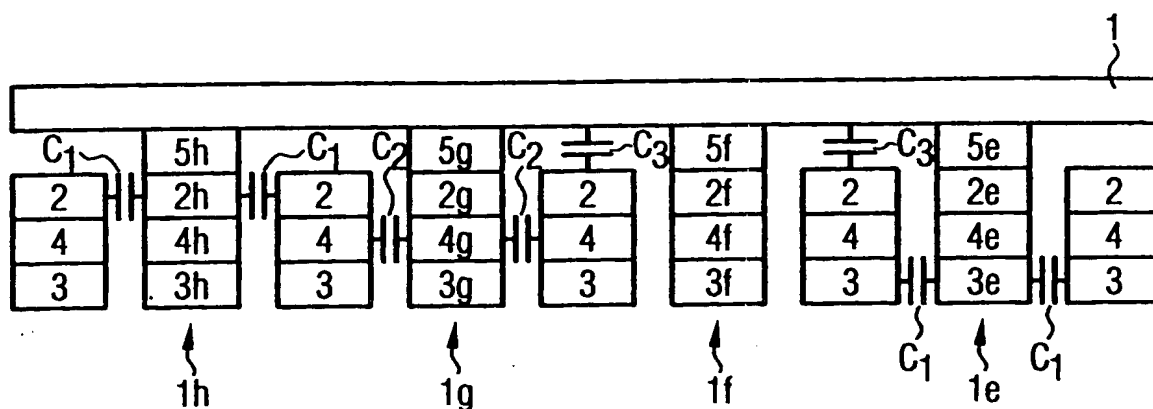 1
C1 5h C1 C2 5g C2 C3 5f C3 5e
2 2h 2 2g 2 2f 2 2e 2
4 4h 4 4g 4 4f 4 4e 4
3 3h 3 3g 3 3f 3 3e 3
C1 C1
1h 1g 1f 1e